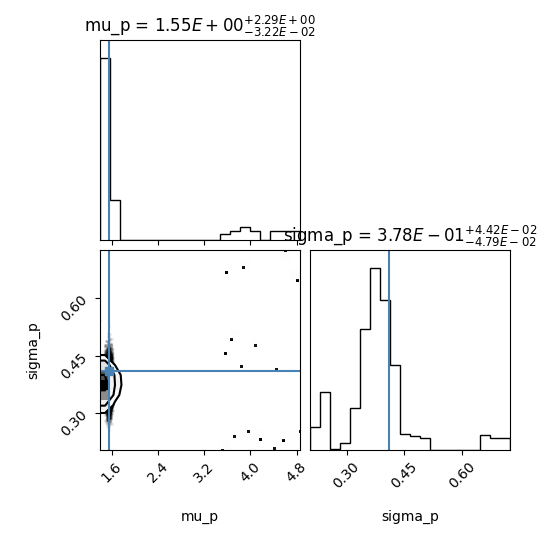 mu_p = 1.55E + 00 +2.29E + 00 −3.22E − 02
sigma_p = 3.78E − 01 +4.42E − 02 −4.79E − 02
sigma_p
0.60
0.45
0.30
1.6 2.4 3.2 4.0 4.8
0.30 0.45 0.60
mu_p
sigma_p